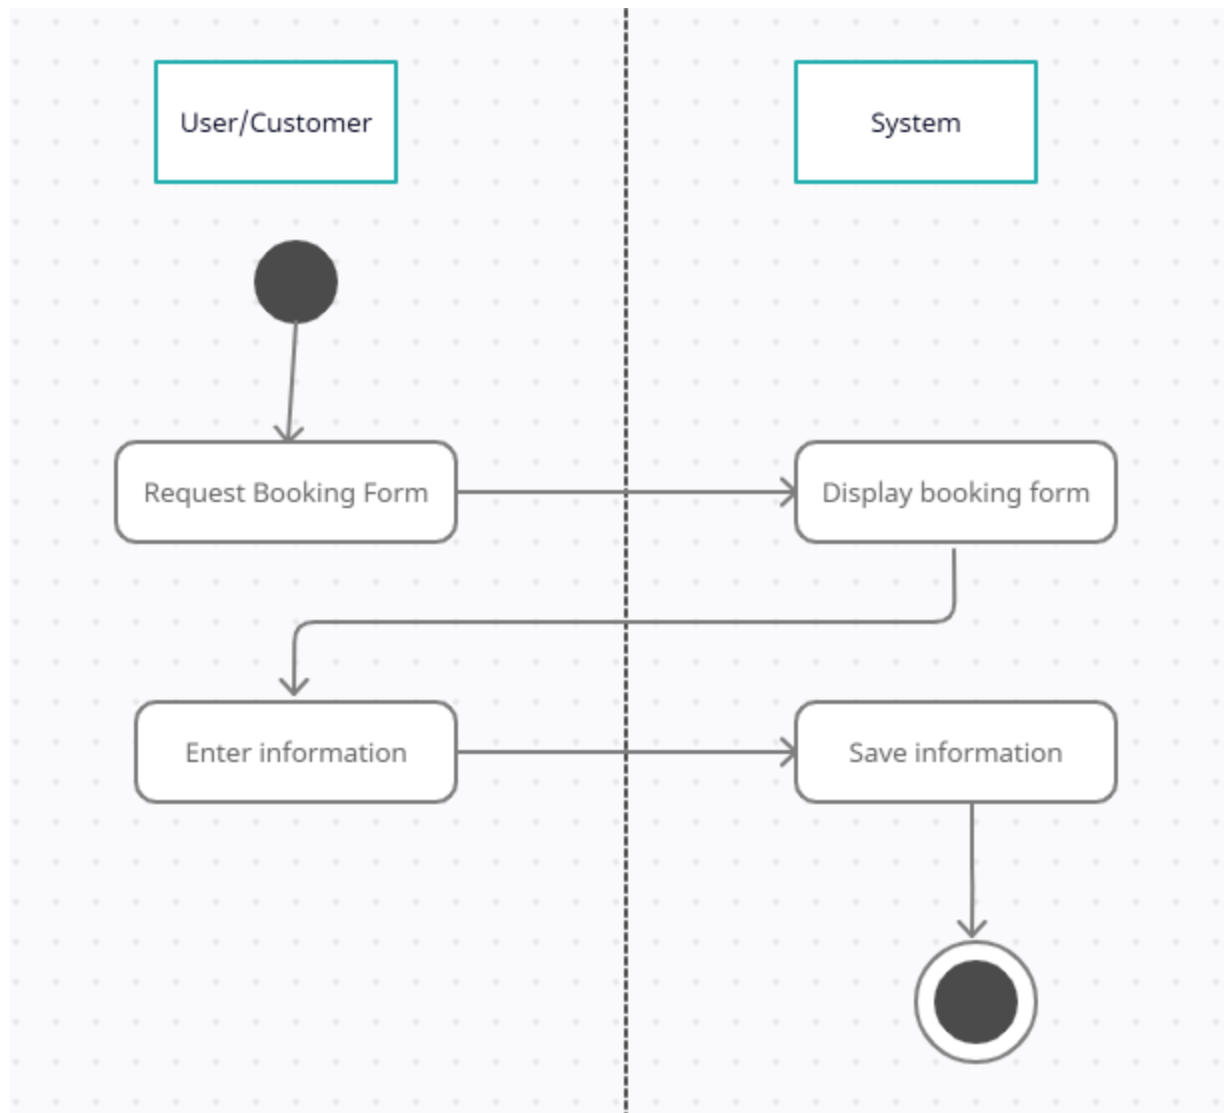 User/Customer
System
Request Booking Form
Display booking form
Enter information
Save information